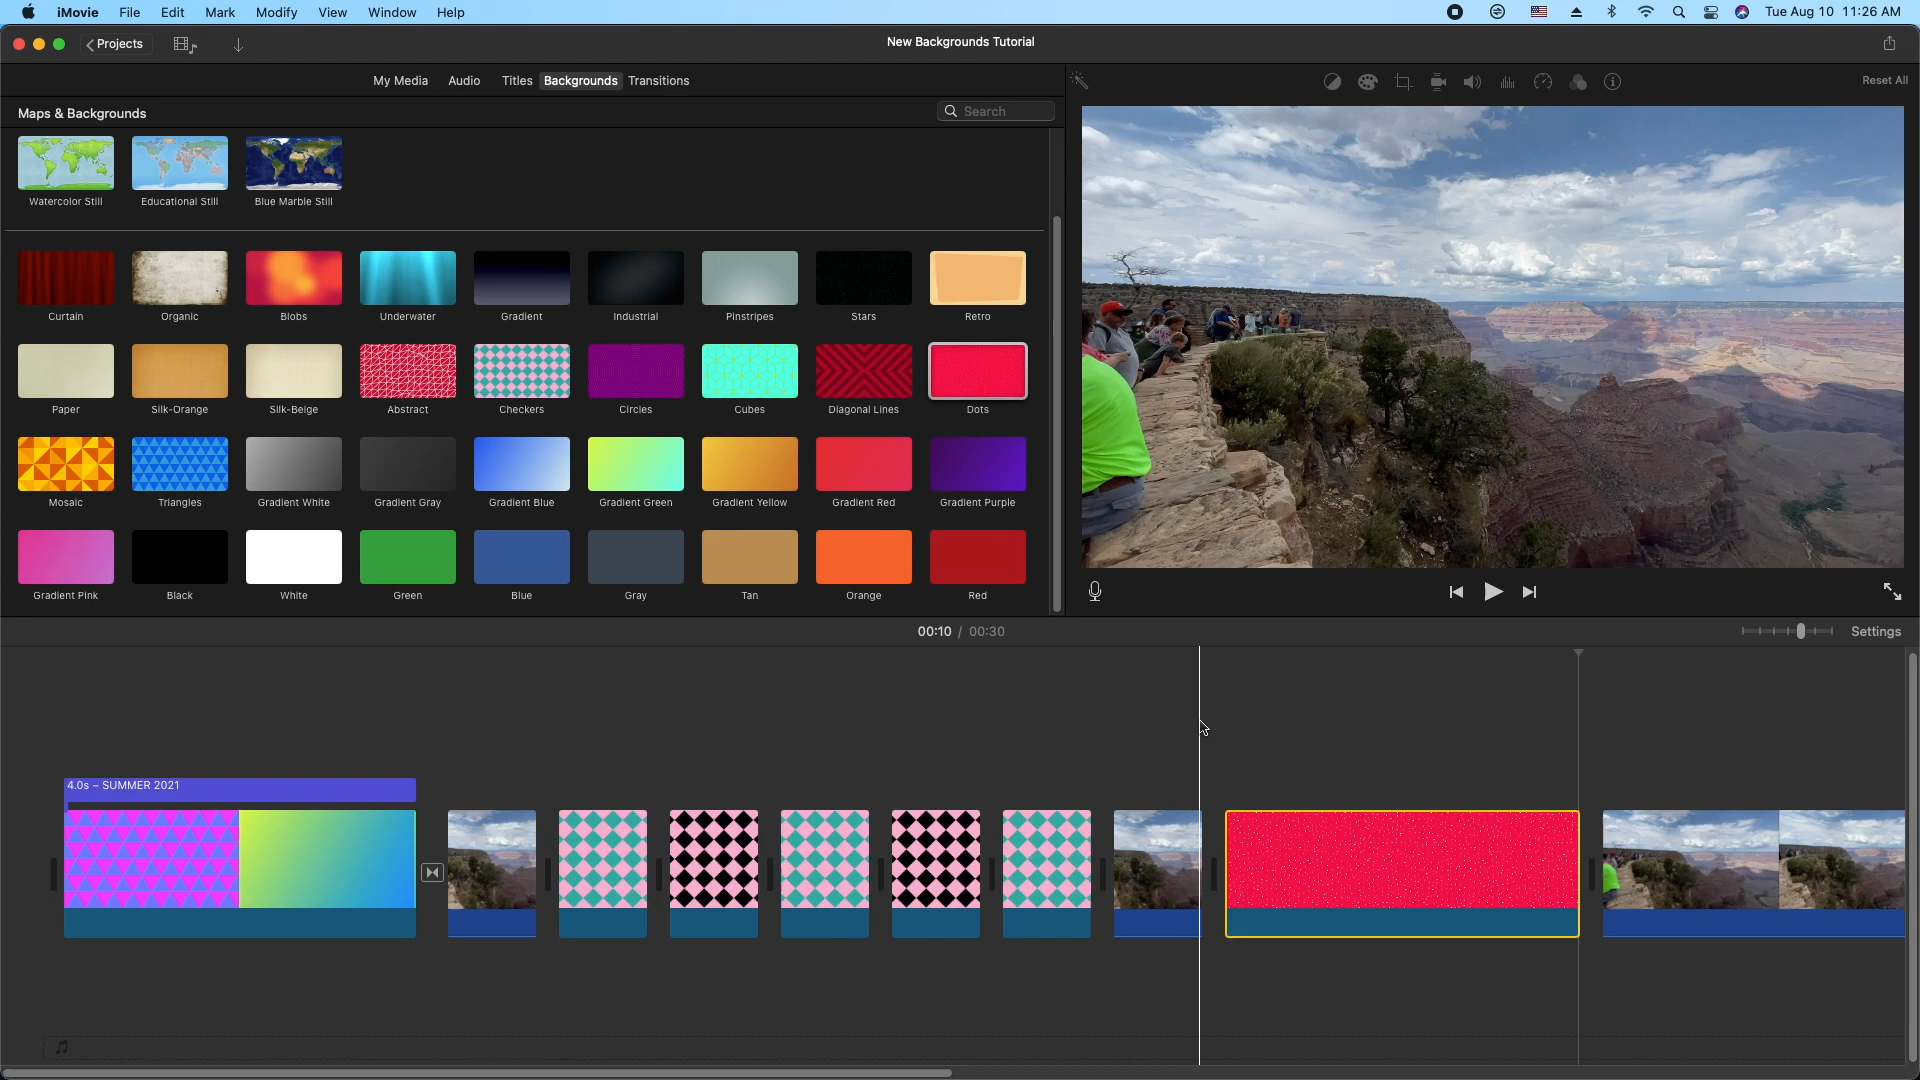 iMovie File Edit Mark Modify View Window Help Tue Aug 10 11:26 AM
Projects New Backgrounds Tutorial
My Media Audio Titles Backgrounds Transitions Reset All
Maps & Backgrounds Search
Watercolor Still Educational Still Blue Marble Still
Curtain Organic Blobs Underwater Gradient Industrial Pinstripes Stars Retro
Paper Silk-Orange Silk-Beige Abstract Checkers Circles Cubes Diagonal Lines Dots
Mosaic Triangles Gradient White Gradient Gray Gradient Blue Gradient Green Gradient Yellow Gradient Red Gradient Purple
Gradient Pink Black White Green Blue Gray Tan Orange Red
00:10 / 00:30 Settings
4.0s – SUMMER 2021